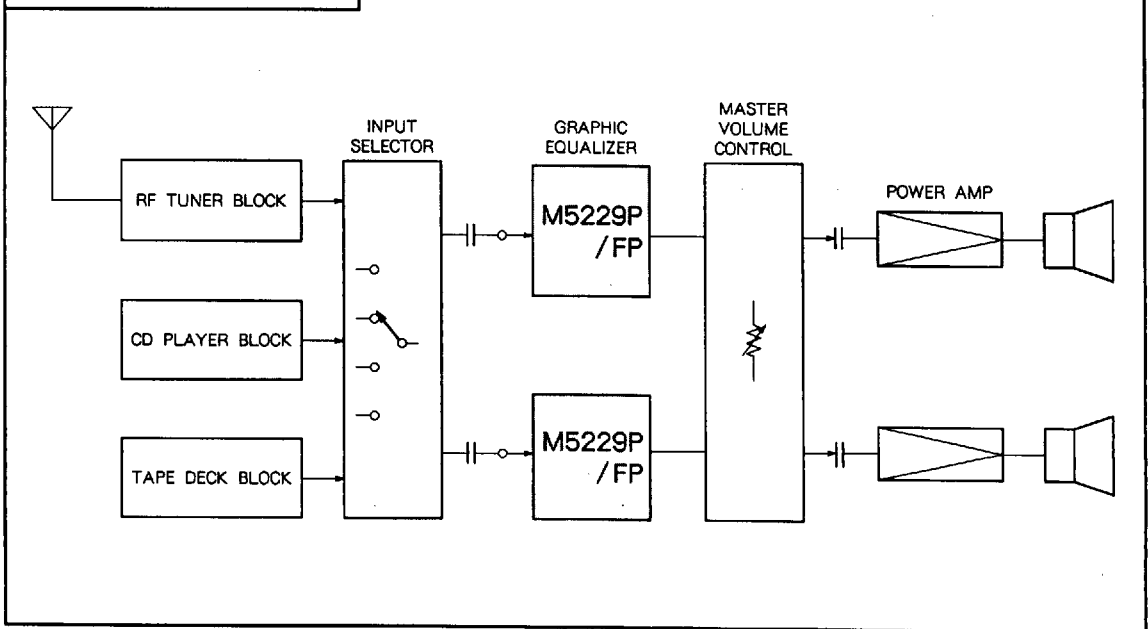 RF TUNER BLOCK
CD PLAYER BLOCK
TAPE DECK BLOCK
INPUT
SELECTOR
GRAPHIC
EQUALIZER
M5229P
/FP
M5229P
/FP
MASTER
VOLUME
CONTROL
POWER AMP